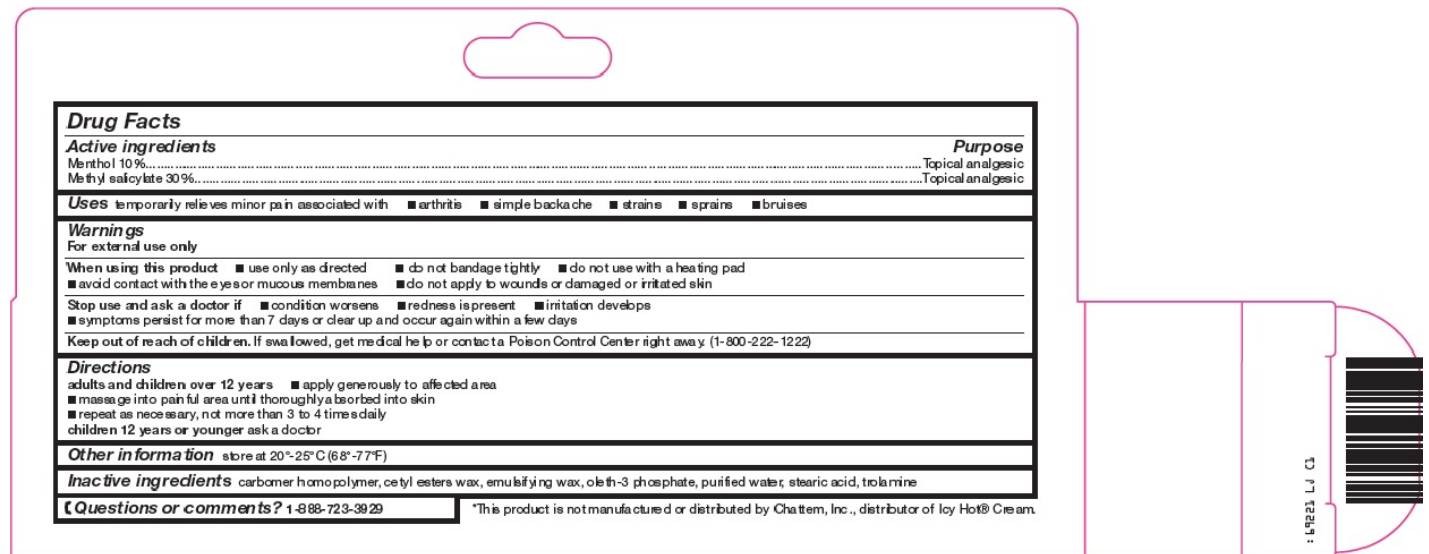 Drug Facts
Active ingredients Purpose
Menthol 10%....Topical analgesic
Methyl salicylate 30%....Topical analgesic
Uses temporarily relieves minor pain associated with ■ arthritis ■ simple backache ■ strains ■ sprains ■ bruises
Warnings
For external use only
When using this product ■ use only as directed ■ do not bandage tightly ■ do not use with a heating pad
■ avoid contact with the eyes or mucous membranes ■ do not apply to wounds or damaged or irritated skin
Stop use and ask a doctor if ■ condition worsens ■ redness is present ■ irritation develops
■ symptoms persist for more than 7 days or clear up and occur again within a few days
Keep out of reach of children. If swallowed, get medical help or contact a Poison Control Center right away. (1-800-222-1222)
Directions
adults and children over 12 years ■ apply generously to affected area
■ massage into painful area until thoroughly absorbed into skin
■ repeat as necessary, not more than 3 to 4 times daily
children 12 years or younger ask a doctor
Other information store at 20°-25°C (68°-77°F)
Inactive ingredients carbomer homopolymer, cetyl esters wax, emulsifying wax, oleth-3 phosphate, purified water, stearic acid, trolamine
Questions or comments? 1-888-723-3929
*This product is not manufactured or distributed by Chattem, Inc., distributor of Icy Hot® Cream.
: 69221 LJ C1